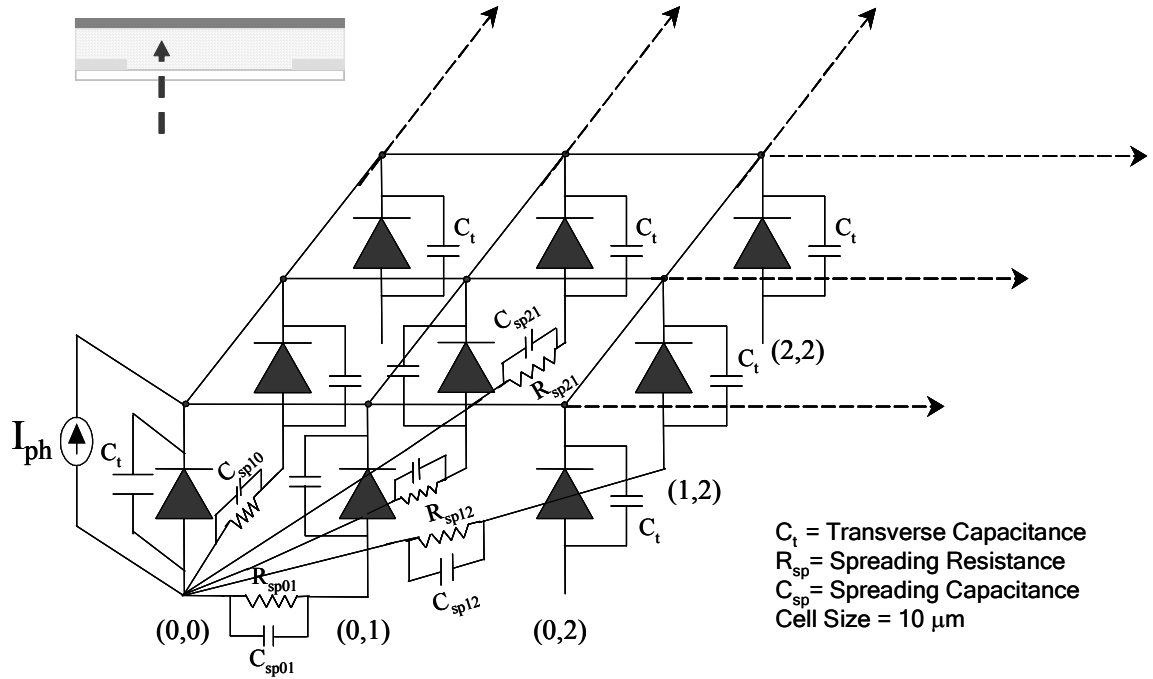 C_t
C_t
C_t
C_sp21
R_sp21
C_t
(2,2)
I_ph
C_t
C_sp10
R_sp12
(1,2)
C_t
R_sp01
C_sp12
(0,0)
(0,1)
(0,2)
C_sp01
C_t = Transverse Capacitance
R_sp= Spreading Resistance
C_sp= Spreading Capacitance
Cell Size = 10 μm